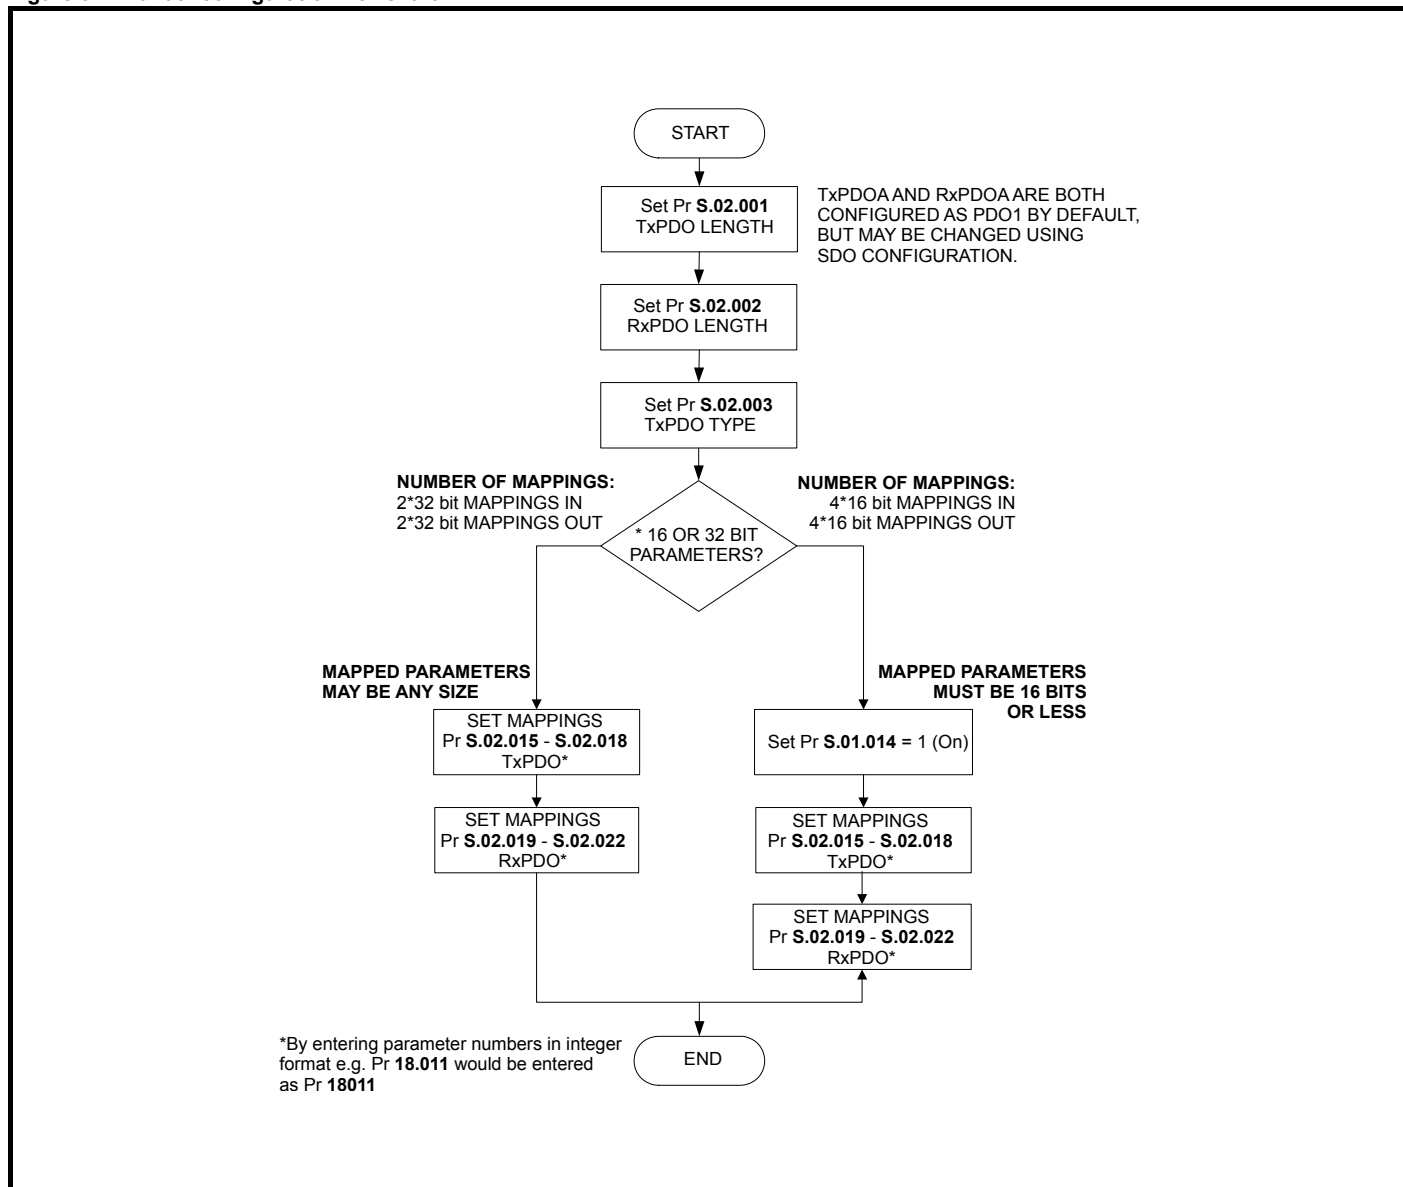 START
Set Pr S.02.001
TxPDO LENGTH
TxPDOA AND RxPDOA ARE BOTH
CONFIGURED AS PDO1 BY DEFAULT,
BUT MAY BE CHANGED USING
SDO CONFIGURATION.
Set Pr S.02.002
RxPDO LENGTH
Set Pr S.02.003
TxPDO TYPE
NUMBER OF MAPPINGS:
2*32 bit MAPPINGS IN
2*32 bit MAPPINGS OUT
NUMBER OF MAPPINGS:
4*16 bit MAPPINGS IN
4*16 bit MAPPINGS OUT
* 16 OR 32 BIT
PARAMETERS?
MAPPED PARAMETERS
MAY BE ANY SIZE
MAPPED PARAMETERS
MUST BE 16 BITS
OR LESS
SET MAPPINGS
Pr S.02.015 - S.02.018
TxPDO*
Set Pr S.01.014 = 1 (On)
SET MAPPINGS
Pr S.02.019 - S.02.022
RxPDO*
SET MAPPINGS
Pr S.02.015 - S.02.018
TxPDO*
SET MAPPINGS
Pr S.02.019 - S.02.022
RxPDO*
*By entering parameter numbers in integer
format e.g. Pr 18.011 would be entered
as Pr 18011
END